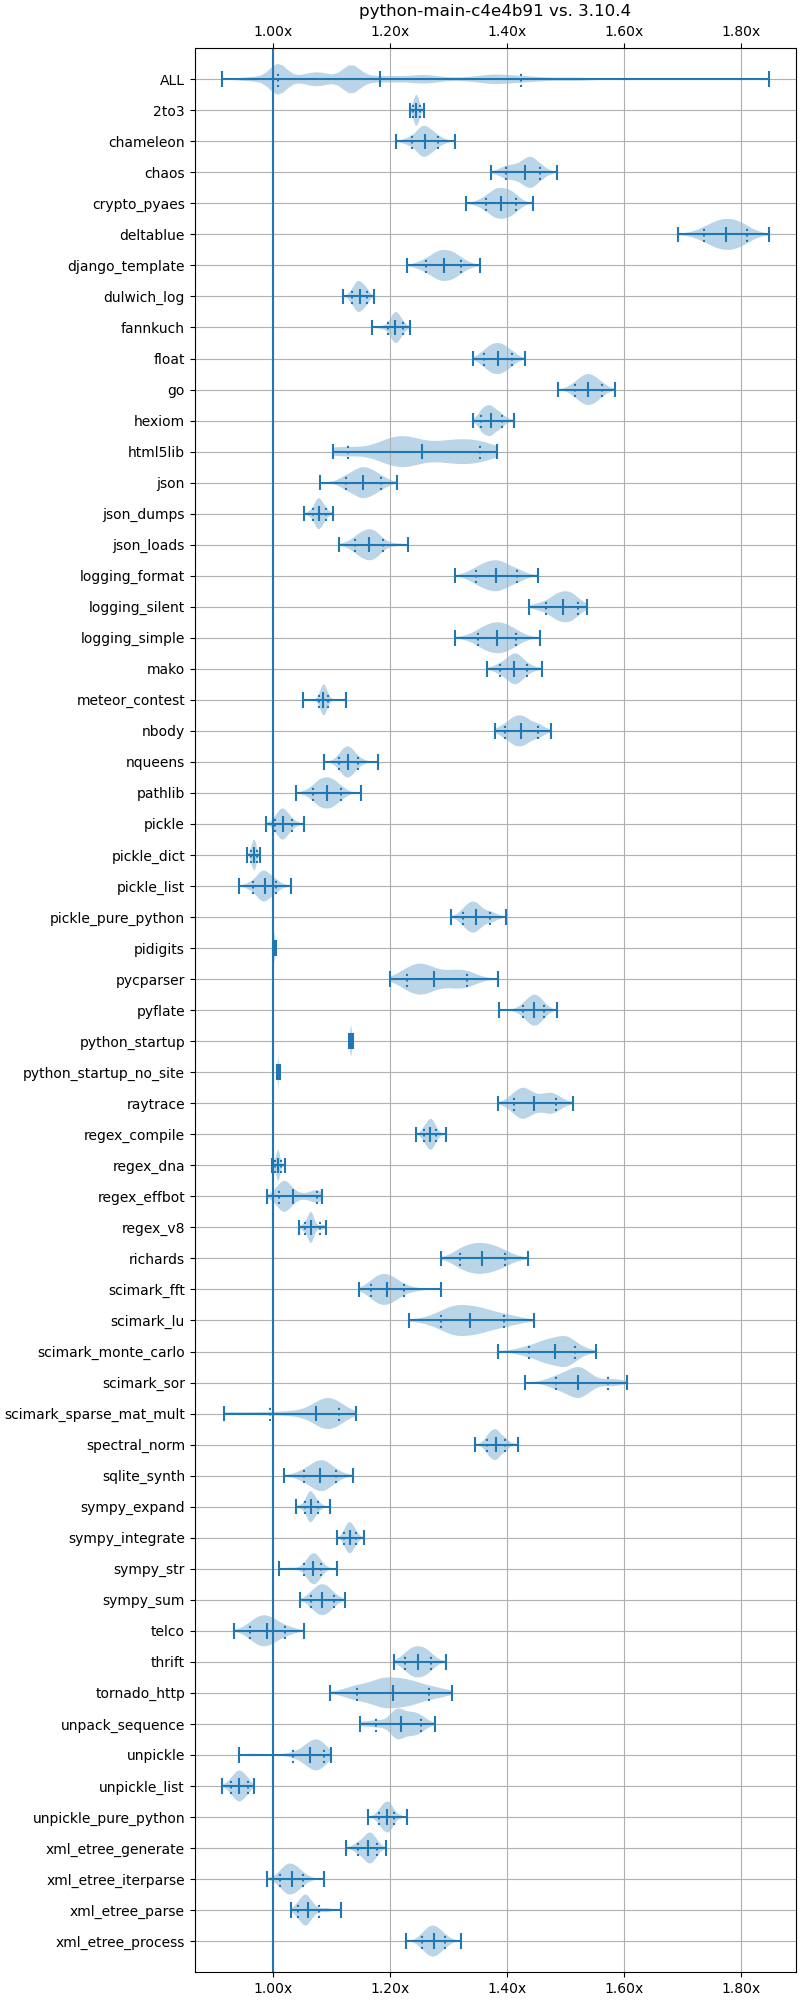 python-main-c4e4b91 vs. 3.10.4
1.00x 1.20x 1.40x 1.60x 1.80x
ALL
2to3
chameleon
chaos
crypto_pyaes
deltablue
django_template
dulwich_log
fannkuch
float
go
hexiom
html5lib
json
json_dumps
json_loads
logging_format
logging_silent
logging_simple
mako
meteor_contest
nbody
nqueens
pathlib
pickle
pickle_dict
pickle_list
pickle_pure_python
pidigits
pycparser
pyflate
python_startup
python_startup_no_site
raytrace
regex_compile
regex_dna
regex_effbot
regex_v8
richards
scimark_fft
scimark_lu
scimark_monte_carlo
scimark_sor
scimark_sparse_mat_mult
spectral_norm
sqlite_synth
sympy_expand
sympy_integrate
sympy_str
sympy_sum
telco
thrift
tornado_http
unpack_sequence
unpickle
unpickle_list
unpickle_pure_python
xml_etree_generate
xml_etree_iterparse
xml_etree_parse
xml_etree_process
1.00x 1.20x 1.40x 1.60x 1.80x